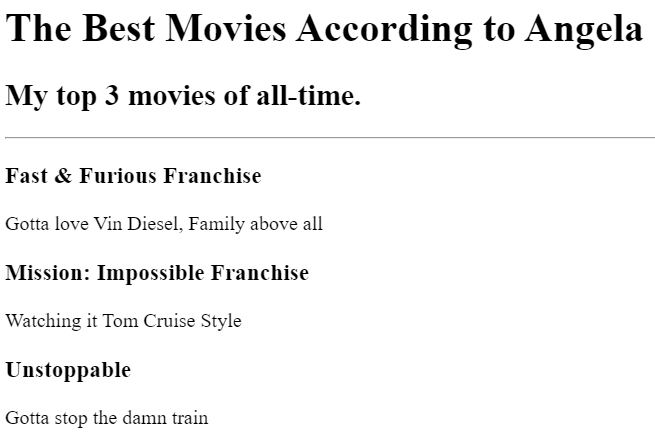 The Best Movies According to Angela
My top 3 movies of all-time.
Fast & Furious Franchise
Gotta love Vin Diesel, Family above all
Mission: Impossible Franchise
Watching it Tom Cruise Style
Unstoppable
Gotta stop the damn train